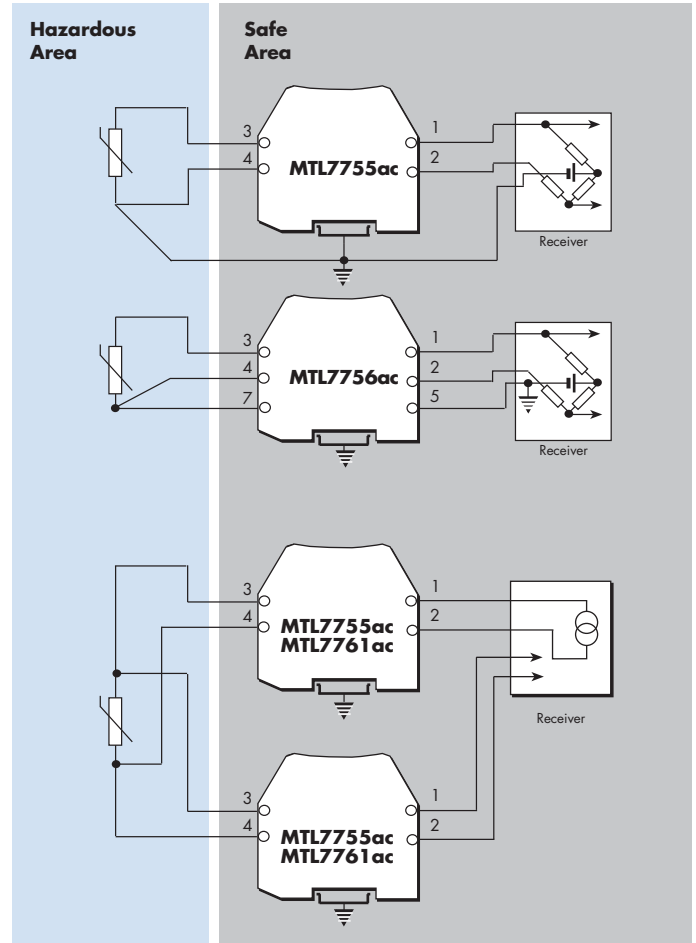 Hazardous
Area
Safe
Area
3
4
MTL7755ac
1
2
Receiver
3
4
7
MTL7756ac
1
2
5
Receiver
3
4
MTL7755ac
MTL7761ac
1
2
Receiver
3
4
MTL7755ac
MTL7761ac
1
2